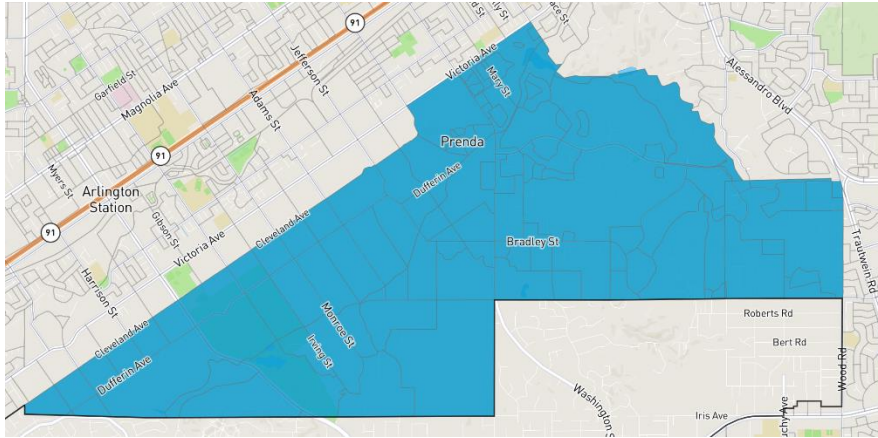 91
Garfield St
Magnolia Ave
Jefferson St
Adams St
Victoria Ave
Mary St
Alessandro Blvd
91
Prenda
Myers St
Arlington
Station
Dufferin Ave
Gibson St
Cleveland Ave
Victoria Ave
91
Bradley St
Trautwein Rd
Harrison St
Cleveland Ave
Monroe St
Irving St
Roberts Rd
Bert Rd
Wood Rd
Dufferin Ave
Washington S
Iris Ave
uchy Ave